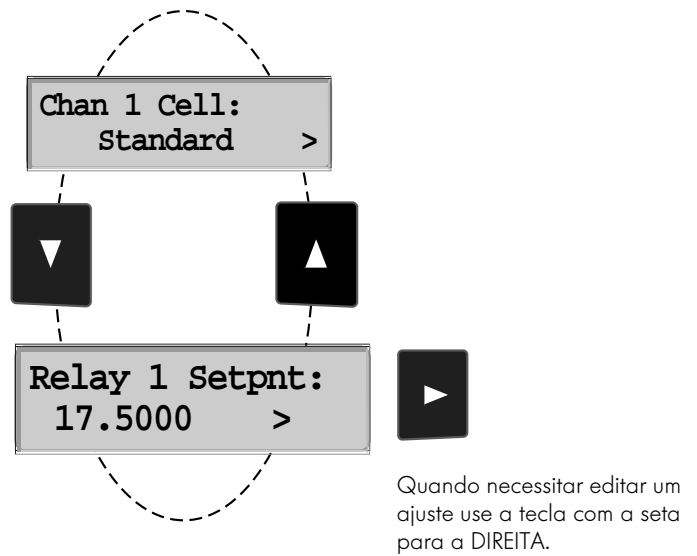 Chan 1 Cell:
Standard >
Relay 1 Setpnt:
17.5000 >
Quando necessitar editar um
ajuste use a tecla com a seta
para a DIREITA.